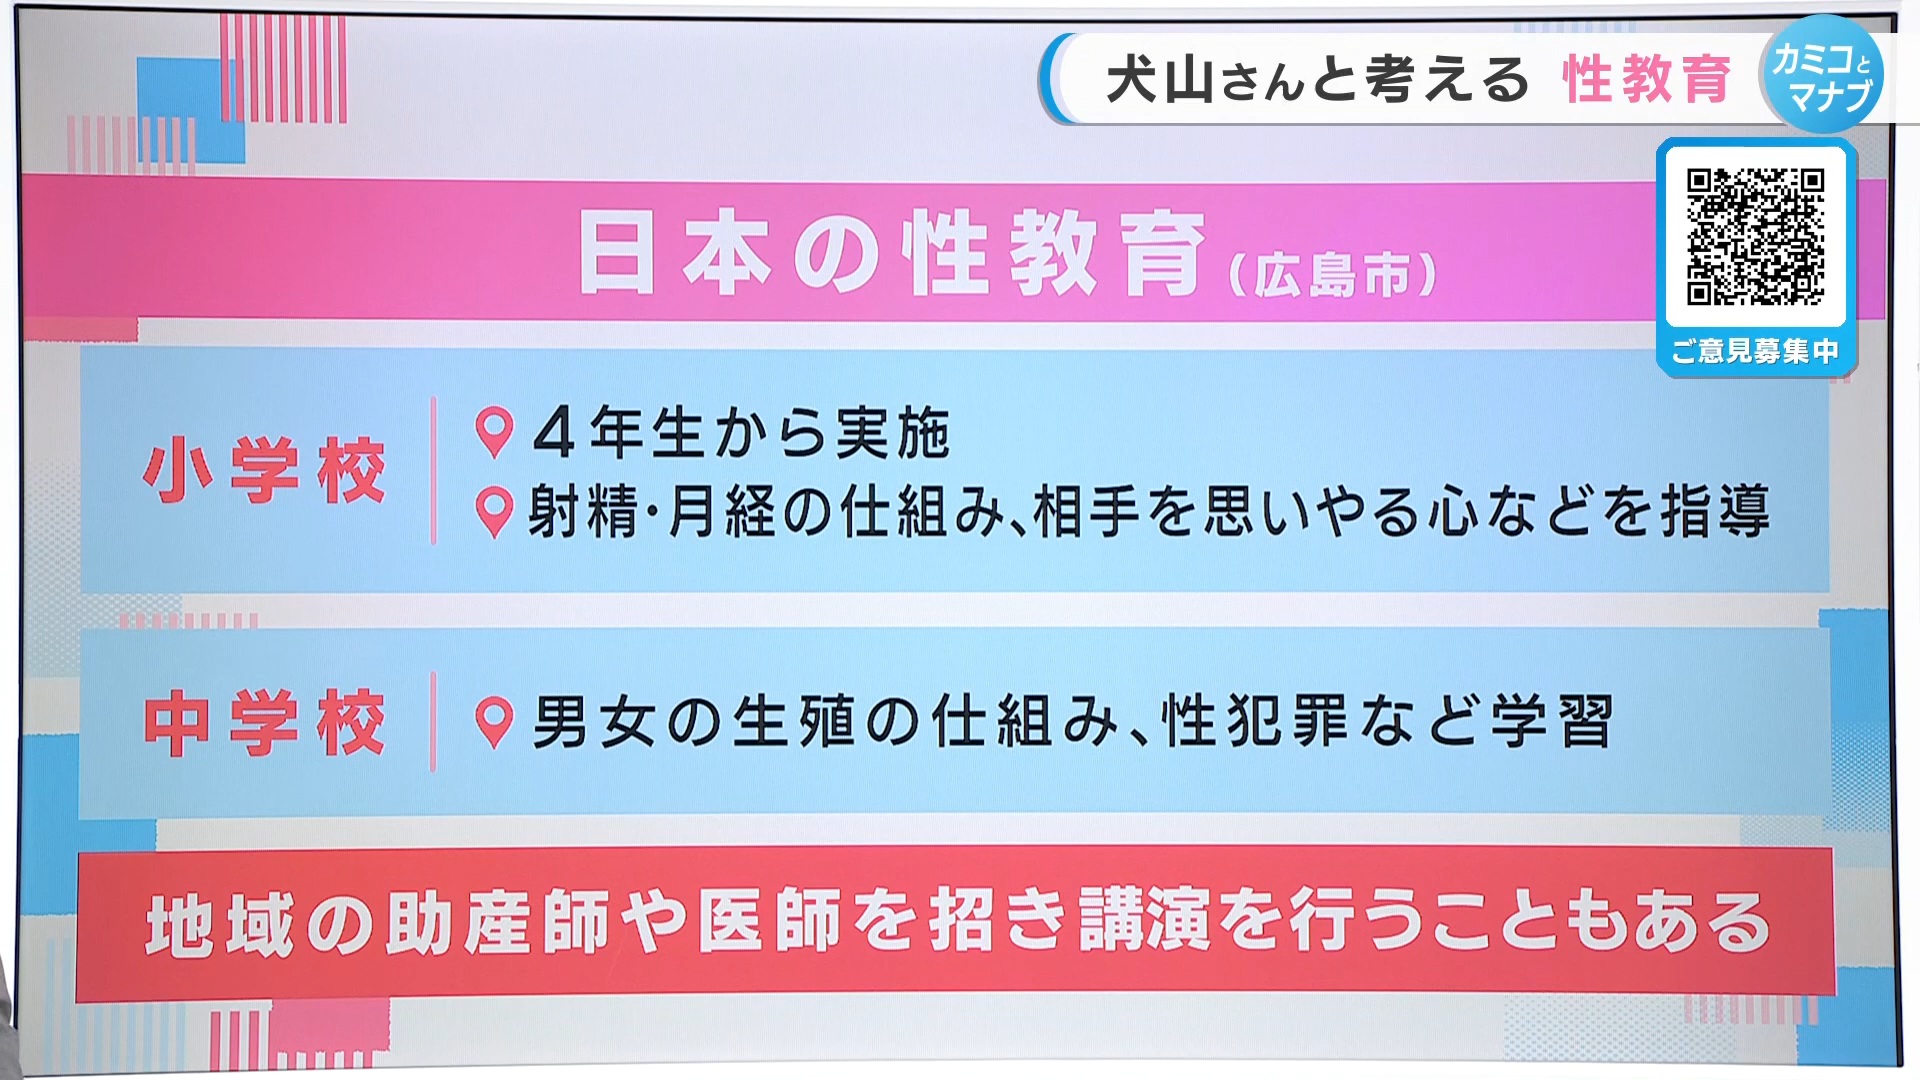 犬山さんと考える 性教育
カミコと
マナブ
ご意見募集中
日本の性教育(広島市)
小学校
4年生から実施
射精・月経の仕組み、相手を思いやる心などを指導
中学校
男女の生殖の仕組み、性犯罪など学習
地域の助産師や医師を招き講演を行うこともある